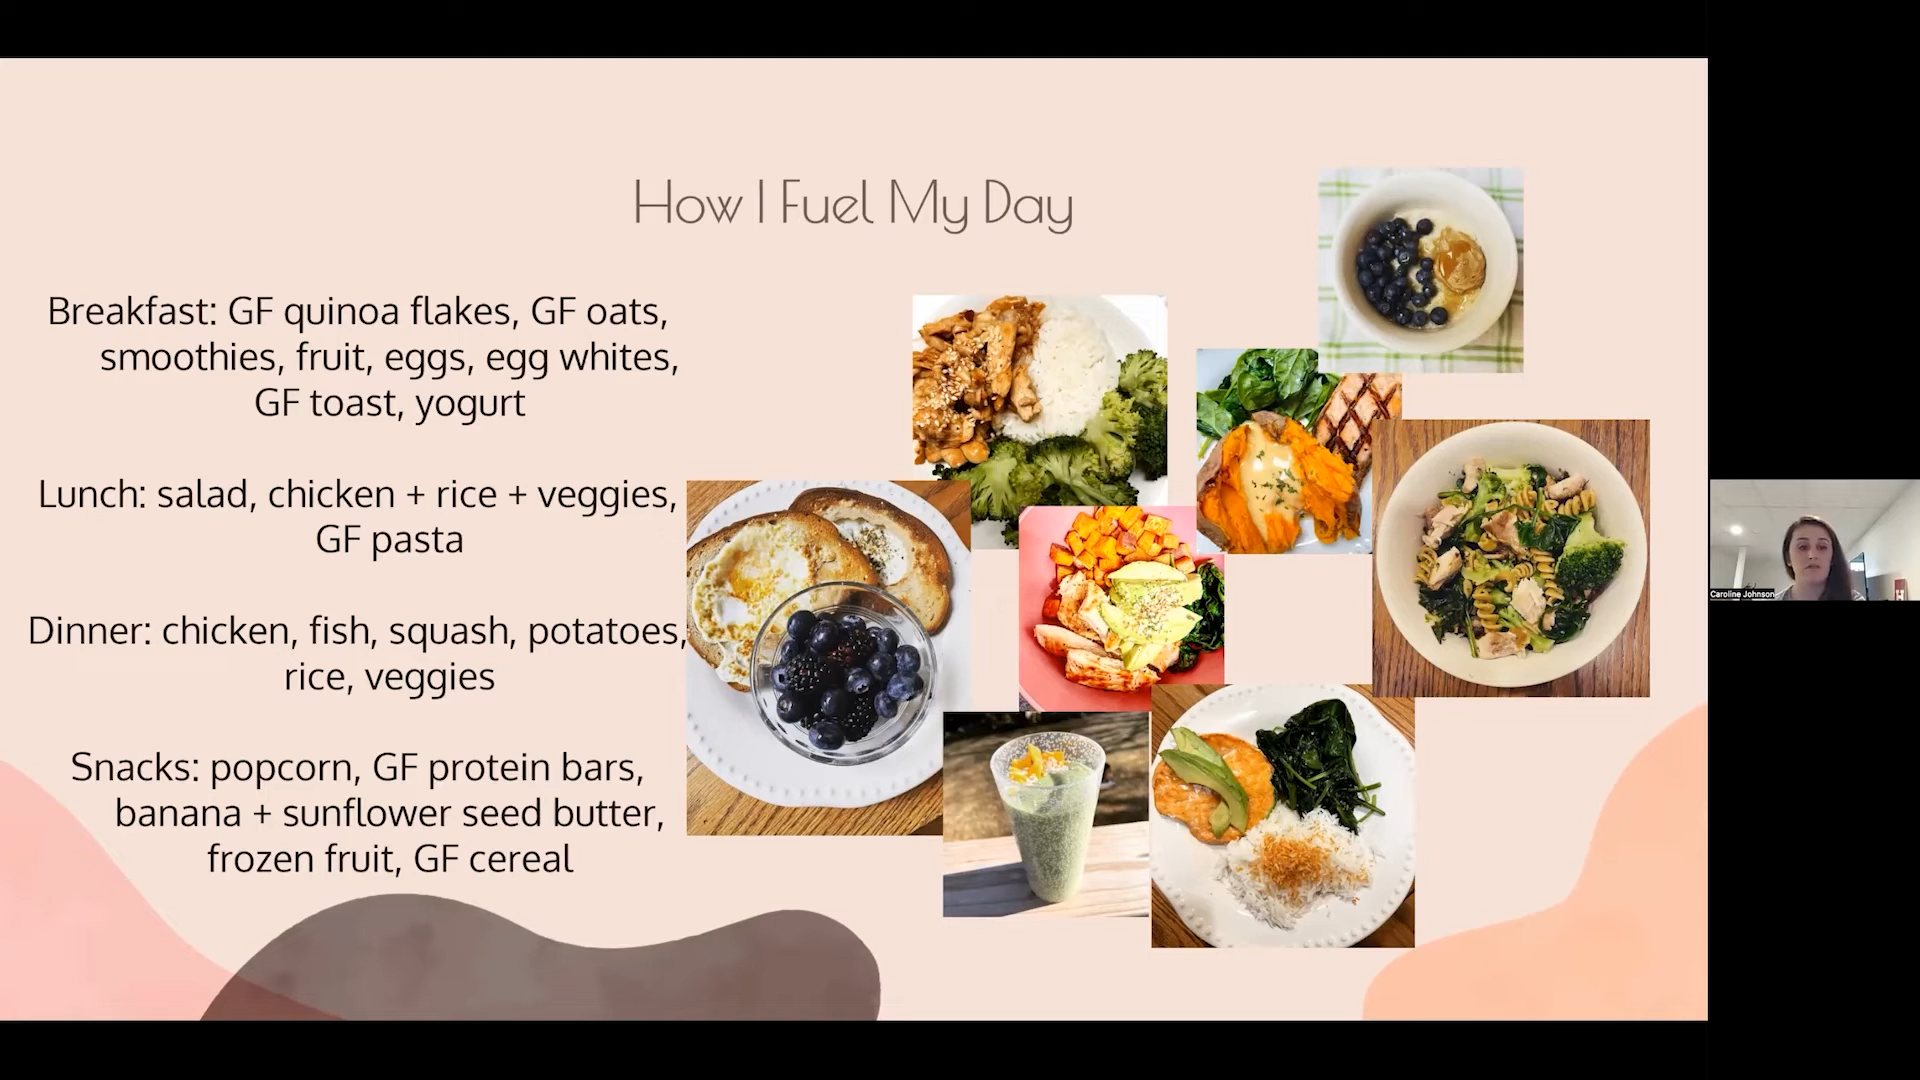 How I Fuel My Day
Breakfast: GF quinoa flakes, GF oats,
smoothies, fruit, eggs, egg whites,
GF toast, yogurt
Lunch: salad, chicken + rice + veggies,
GF pasta
Dinner: chicken, fish, squash, potatoes,
rice, veggies
Snacks: popcorn, GF protein bars,
banana + sunflower seed butter,
frozen fruit, GF cereal
Caroline Johnson